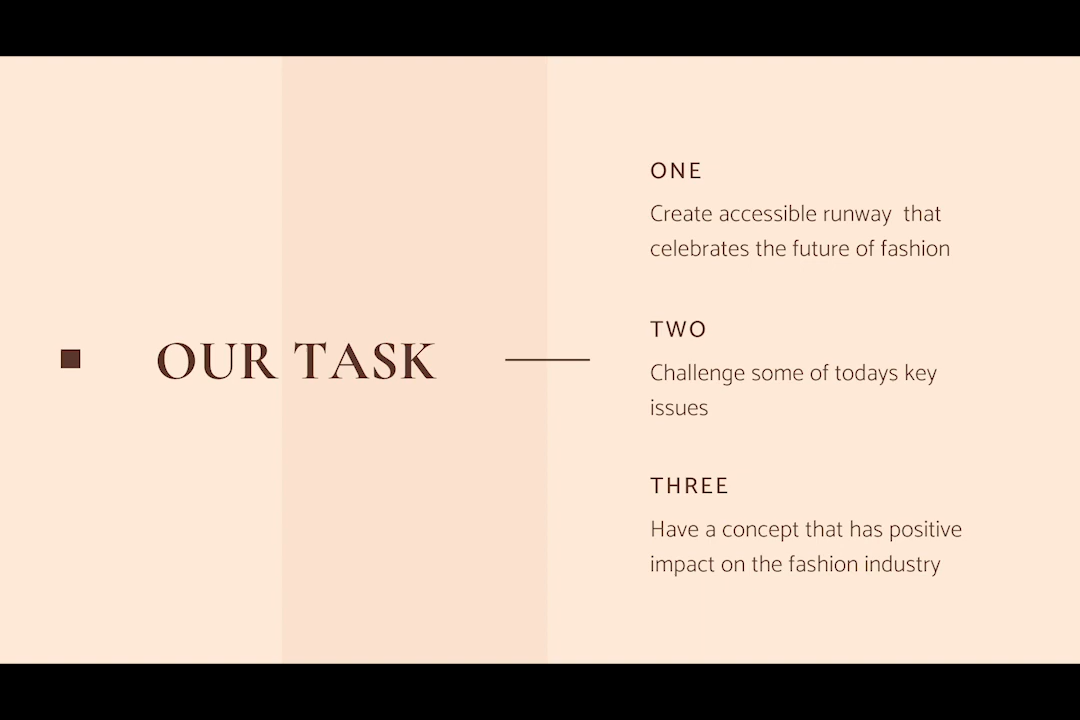 OUR TASK
ONE
Create accessible runway  that
celebrates the future of fashion
TWO
Challenge some of todays key
issues
THREE
Have a concept that has positive
impact on the fashion industry